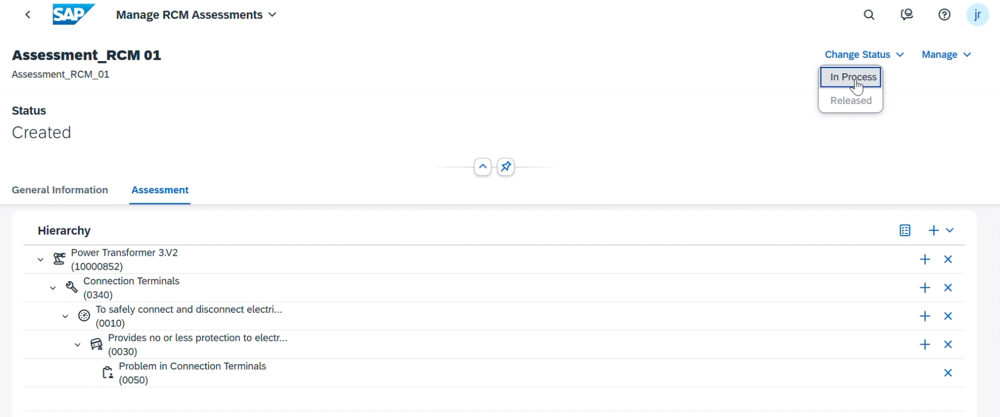 SAP Manage RCM Assessments jr
Assessment_RCM 01
Change Status Manage
Assessment_RCM_01
In Process
Released
Status
Created
General Information Assessment
Hierarchy
Power Transformer 3.V2
(10000852)
Connection Terminals
(0340)
To safely connect and disconnect electri...
(0010)
Provides no or less protection to electr...
(0030)
Problem in Connection Terminals
(0050)